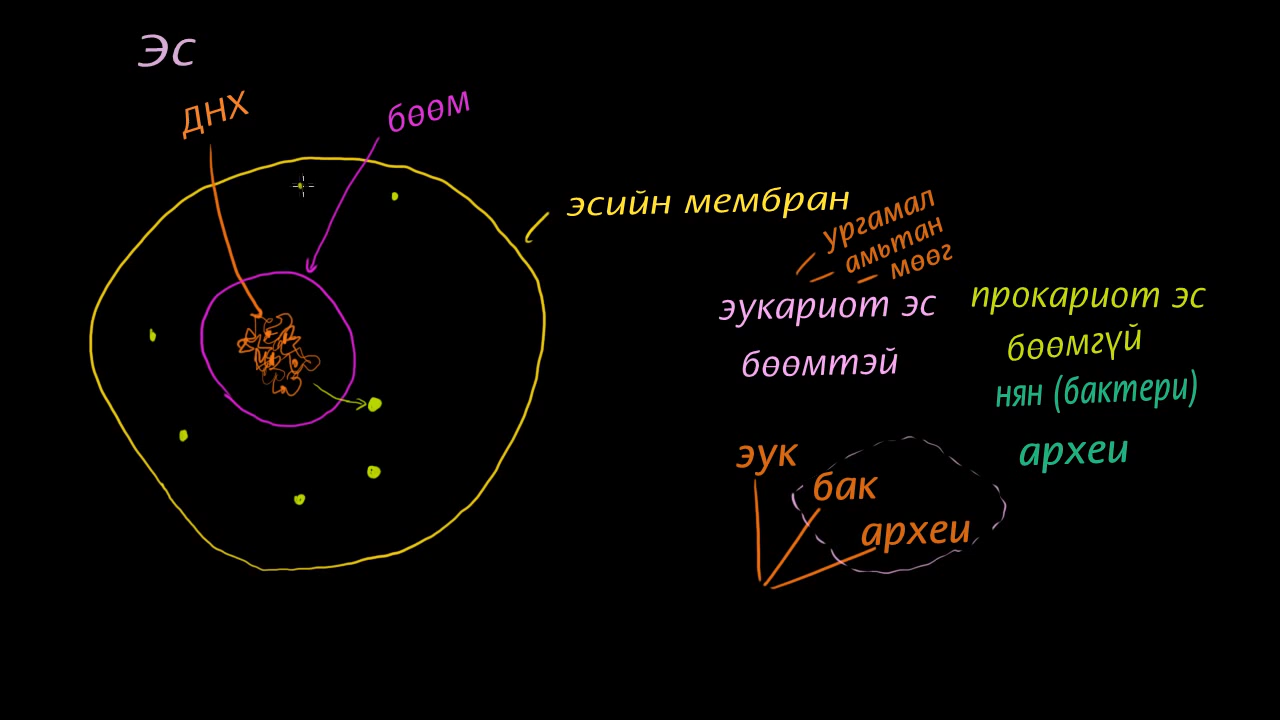 эс
днх
бөөм
эсийн мембран
ургамал
амьтан
мөөг
эукариот эс
бөөмтэй
прокариот эс
бөөмгүй
нян (бактери)
археи
эук
бак
археи